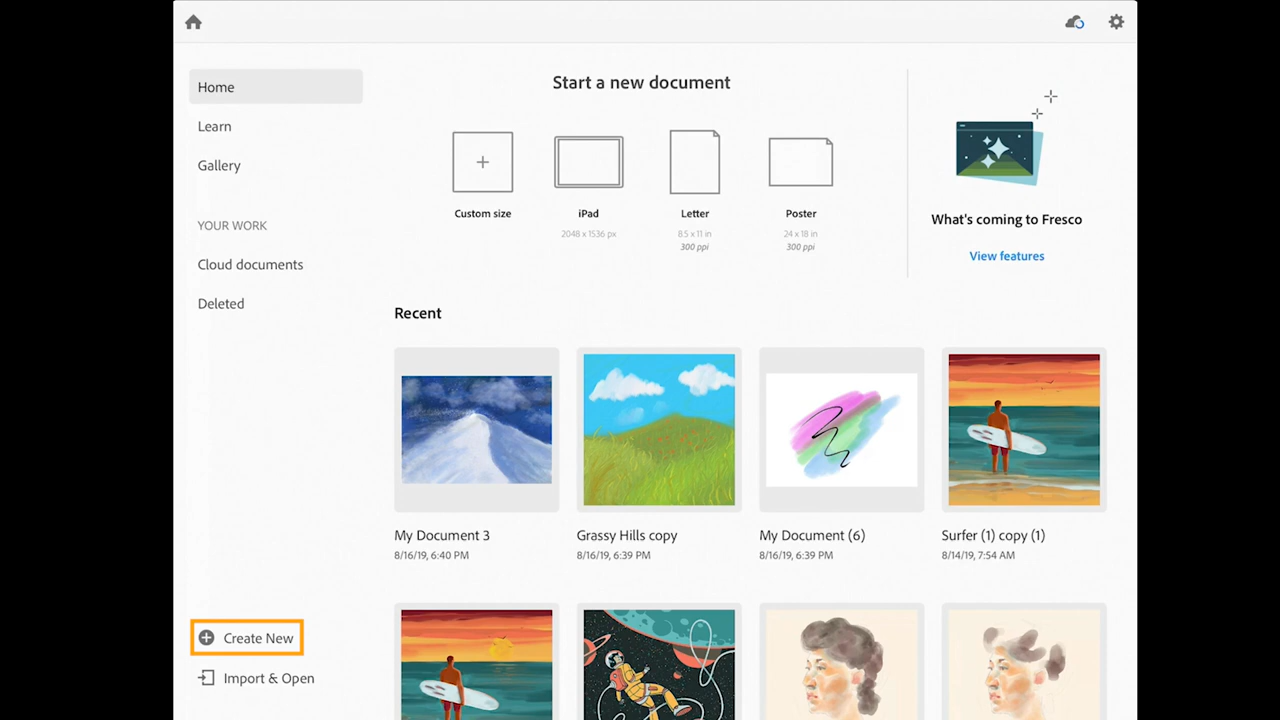 Home
Learn
Gallery
YOUR WORK
Cloud documents
Deleted
Create New
Import & Open
Start a new document
Custom size
iPad
2048 x 1536 px
Letter
8.5 x 11 in
300 ppi
Poster
24 x 18 in
300 ppi
What's coming to Fresco
View features
Recent
My Document 3
8/16/19, 6:40 PM
Grassy Hills copy
8/16/19, 6:39 PM
My Document (6)
8/16/19, 6:39 PM
Surfer (1) copy (1)
8/14/19, 7:54 AM